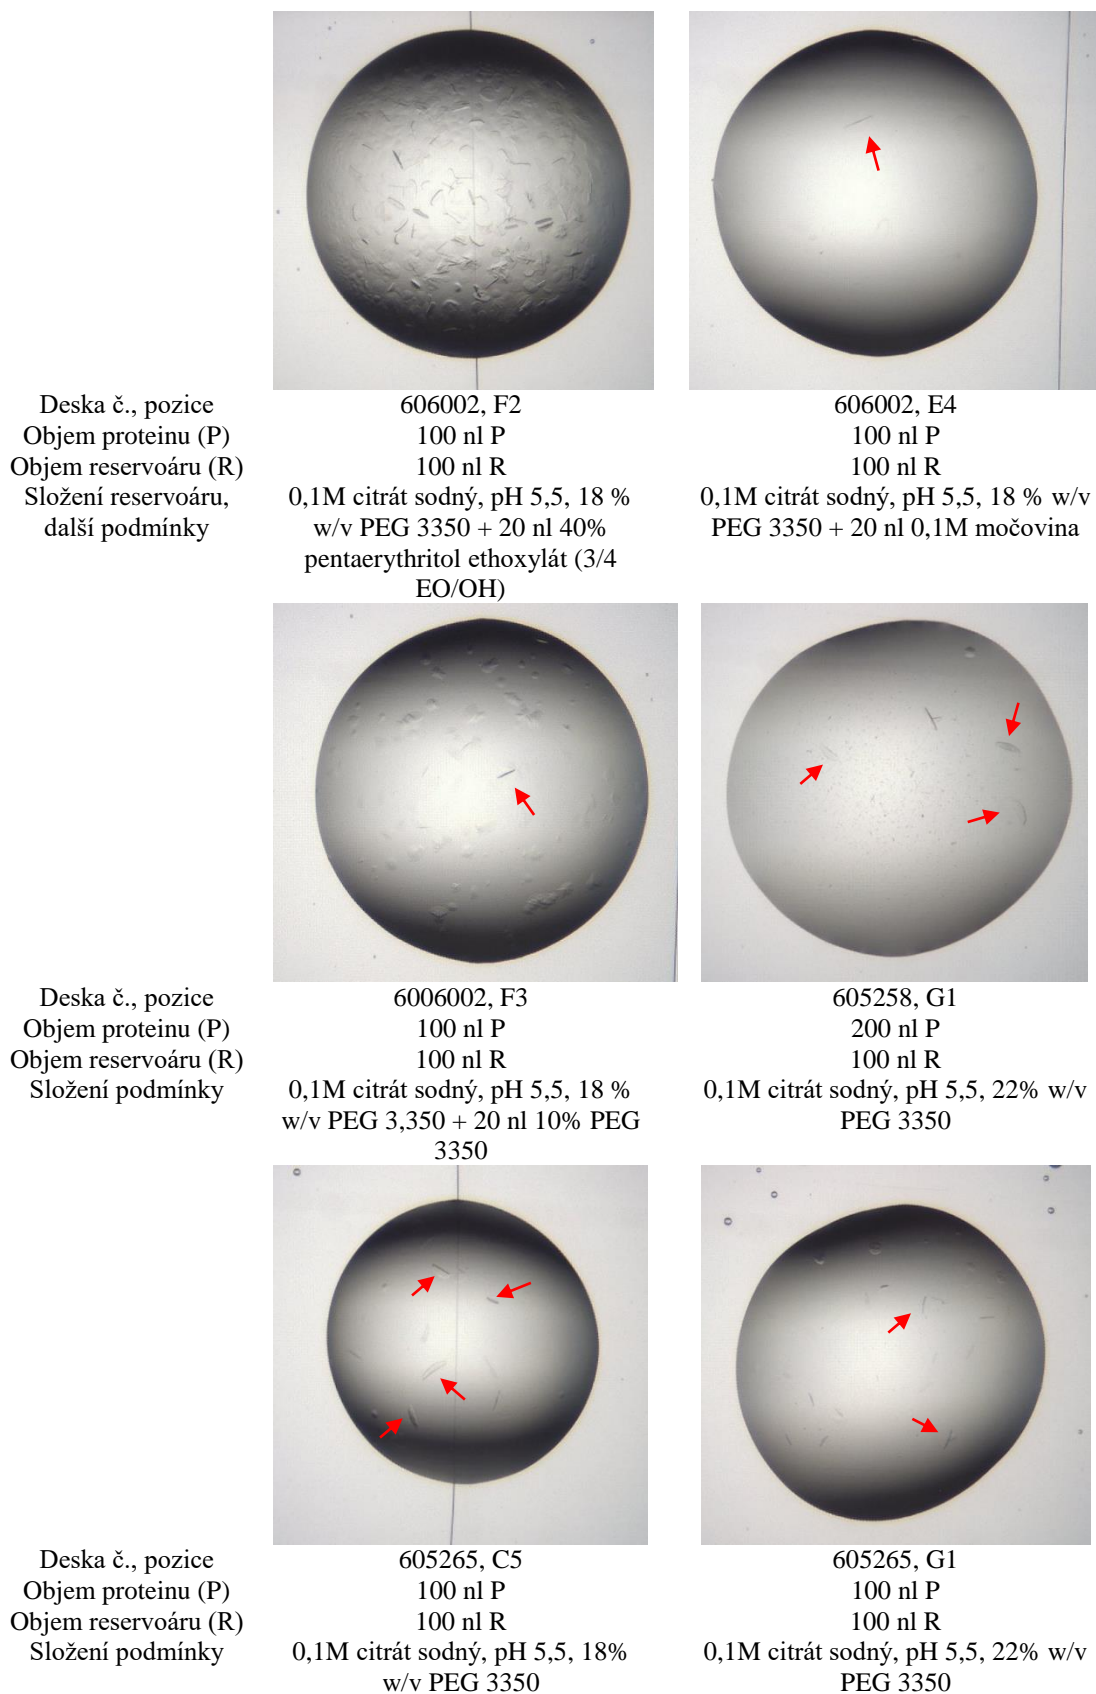 Deska č., pozice 606002, F2 606002, E4
Objem proteinu (P) 100 nl P 100 nl P
Objem reservoáru (R) 100 nl R 100 nl R
Složení reservoáru, 0,1M citrát sodný, pH 5,5, 18 % 0,1M citrát sodný, pH 5,5, 18 % w/v
další podmínky w/v PEG 3350 + 20 nl 40% PEG 3350 + 20 nl 0,1M močovina
pentaerythritol ethoxylát (3/4
EO/OH)
Deska č., pozice 6006002, F3 605258, G1
Objem proteinu (P) 100 nl P 200 nl P
Objem reservoáru (R) 100 nl R 100 nl R
Složení podmínky 0,1M citrát sodný, pH 5,5, 18 % 0,1M citrát sodný, pH 5,5, 22% w/v
w/v PEG 3,350 + 20 nl 10% PEG PEG 3350
3350
Deska č., pozice 605265, C5 605265, G1
Objem proteinu (P) 100 nl P 100 nl P
Objem reservoáru (R) 100 nl R 100 nl R
Složení podmínky 0,1M citrát sodný, pH 5,5, 18% 0,1M citrát sodný, pH 5,5, 22% w/v
w/v PEG 3350 PEG 3350